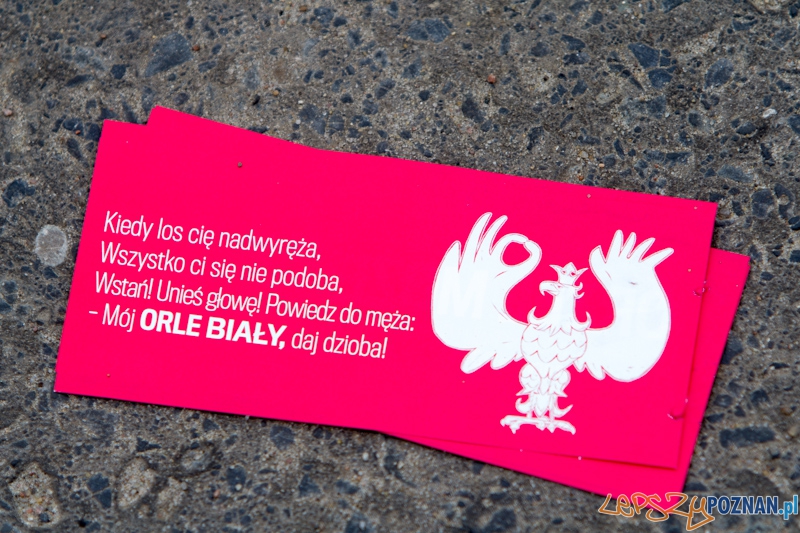 Kiedy los cię nadwyręża,
Wszystko ci się nie podoba,
Wstań! Unieś głowę! Powiedz do męża:
- Mój ORLE BIAŁY, daj dzioba!
LEPSZYPOZNAN.pl